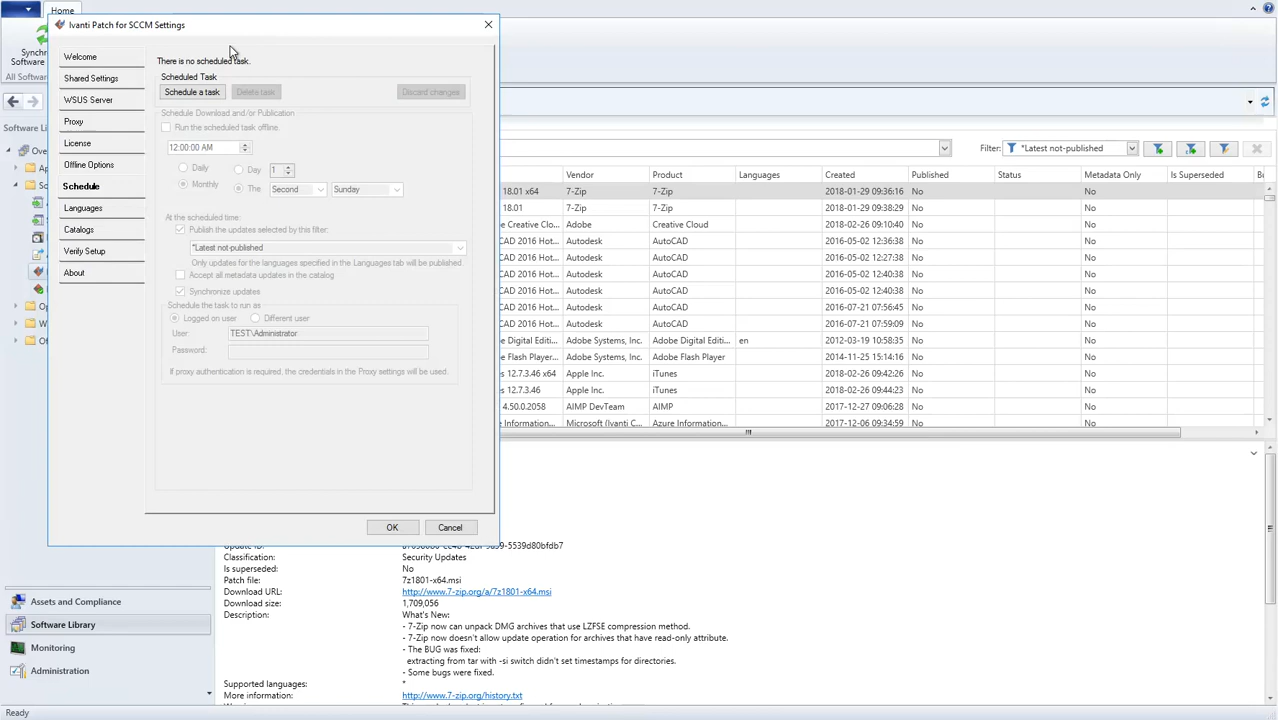 Home
Ivanti Patch for SCCM Settings
Synchr
Software
All Softwar
Welcome
Shared Settings
WSUS Server
Proxy
License
Offline Options
Schedule
Languages
Catalogs
Verify Setup
About
There is no scheduled task.
Scheduled Task
Schedule a task
Delete task
Discard changes
Schedule Download and/or Publication
Run the scheduled task offline.
12:00:00 AM
Daily
Day
1
Monthly
The
Second
Sunday
At the scheduled time:
Publish the updates selected by this filter:
*Latest not-published
Only updates for the languages specified in the Languages tab will be published.
Accept all metadata updates in the catalog
Synchronize updates
Schedule the task to run as
Logged on user
Different user
User
TEST\Administrator
Password:
If proxy authentication is required, the credentials in the Proxy settings will be used.
OK
Cancel
Software Li
Ove
Ap
So
Op
W
Of
Filter:
*Latest not-published
Vendor Product Languages Created Published Status Metadata Only Is Superseded
18.01 x64 7-Zip 7-Zip 2018-01-29 09:36:16 No No
18.01 7-Zip 7-Zip 2018-01-29 09:38:29 No No
Creative Clo... Adobe Creative Cloud 2018-02-26 09:10:40 No No
CAD 2016 Hot... Autodesk AutoCAD 2016-05-02 12:36:38 No No
CAD 2016 Hot... Autodesk AutoCAD 2016-05-02 12:38:38 No No
CAD 2016 Hot... Autodesk AutoCAD 2016-05-02 12:40:38 No No
CAD 2016 Hot... Autodesk AutoCAD 2016-07-21 07:56:45 No No
CAD 2016 Hot... Autodesk AutoCAD 2016-07-21 07:59:09 No No
be Digital Editi... Adobe Systems, Inc. Adobe Digital Editi... en 2012-03-19 10:58:35 No No
be Flash Player... Adobe Systems, Inc. Adobe Flash Player 2014-11-25 15:14:16 No No
es 12.7.3.46 x64 Apple Inc. iTunes 2018-02-26 09:42:23 No No
es 12.7.3.46 Apple Inc. iTunes 2018-02-26 09:44:23 No No
4.50.0.2058 AIMP DevTeam AIMP 2017-12-27 09:06:28 No No
e Information... Microsoft (Ivanti C... Azure Information... 2017-12-06 09:34:59 No No
Classification: Security Updates
Is superseded: No
Patch file: 7z1801-x64.msi
Download URL: http://www.7-zip.org/a/7z1801-x64.msi
Download size: 1,709,056
Description: What's New:
- 7-Zip now can unpack DMG archives that use LZFSE compression method.
- 7-Zip now doesn't allow update operation for archives that have read-only attribute.
- The BUG was fixed:
extracting from tar with -si switch didn't set timestamps for directories.
- Some bugs were fixed.
Supported languages: *
More information: http://www.7-zip.org/history.txt
Assets and Compliance
Software Library
Monitoring
Administration
Ready